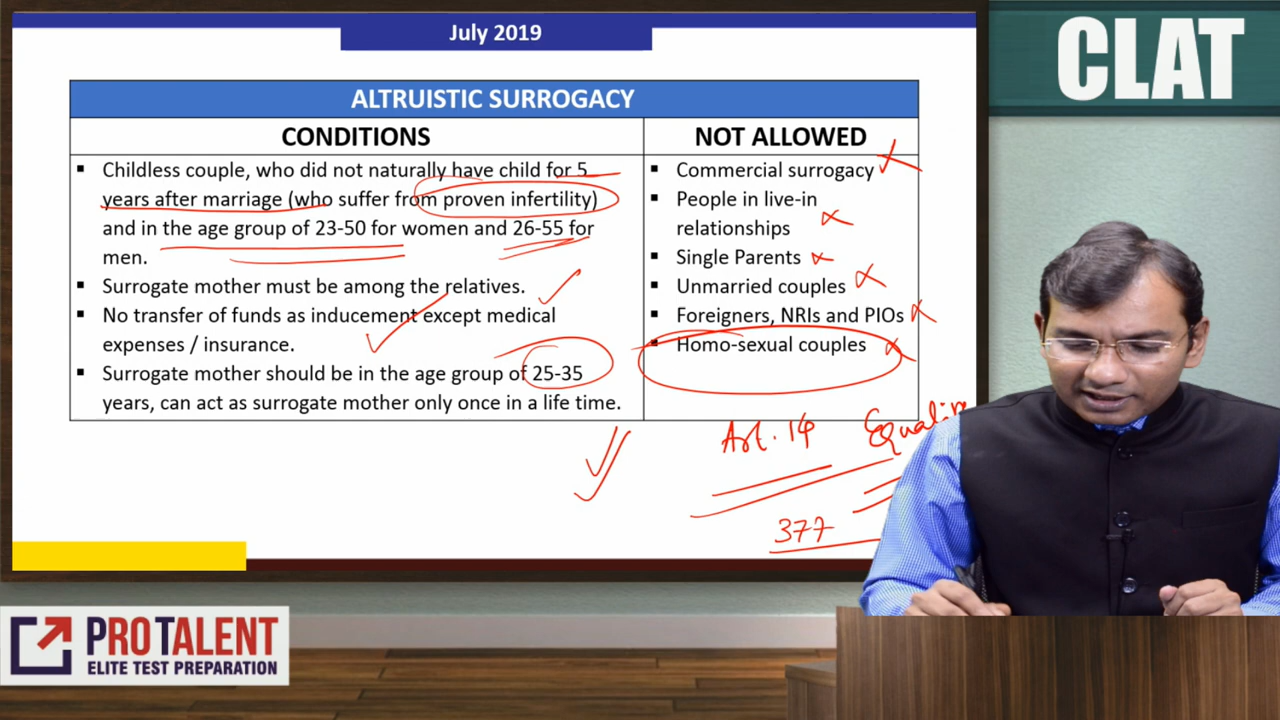 July 2019
CLAT
ALTRUISTIC SURROGACY
CONDITIONS
NOT ALLOWED
▪ Childless couple, who did not naturally have child for 5
years after marriage (who suffer from proven infertility)
and in the age group of 23-50 for women and 26-55 for
men.
▪ Surrogate mother must be among the relatives.
▪ No transfer of funds as inducement except medical
expenses / insurance.
▪ Surrogate mother should be in the age group of 25-35
years, can act as surrogate mother only once in a life time.
▪ Commercial surrogacy
▪ People in live-in
relationships
▪ Single Parents
▪ Unmarried couples
▪ Foreigners, NRIs and PIOs
▪ Homo-sexual couples
Art. 14
377
PROTALENT
ELITE TEST PREPARATION